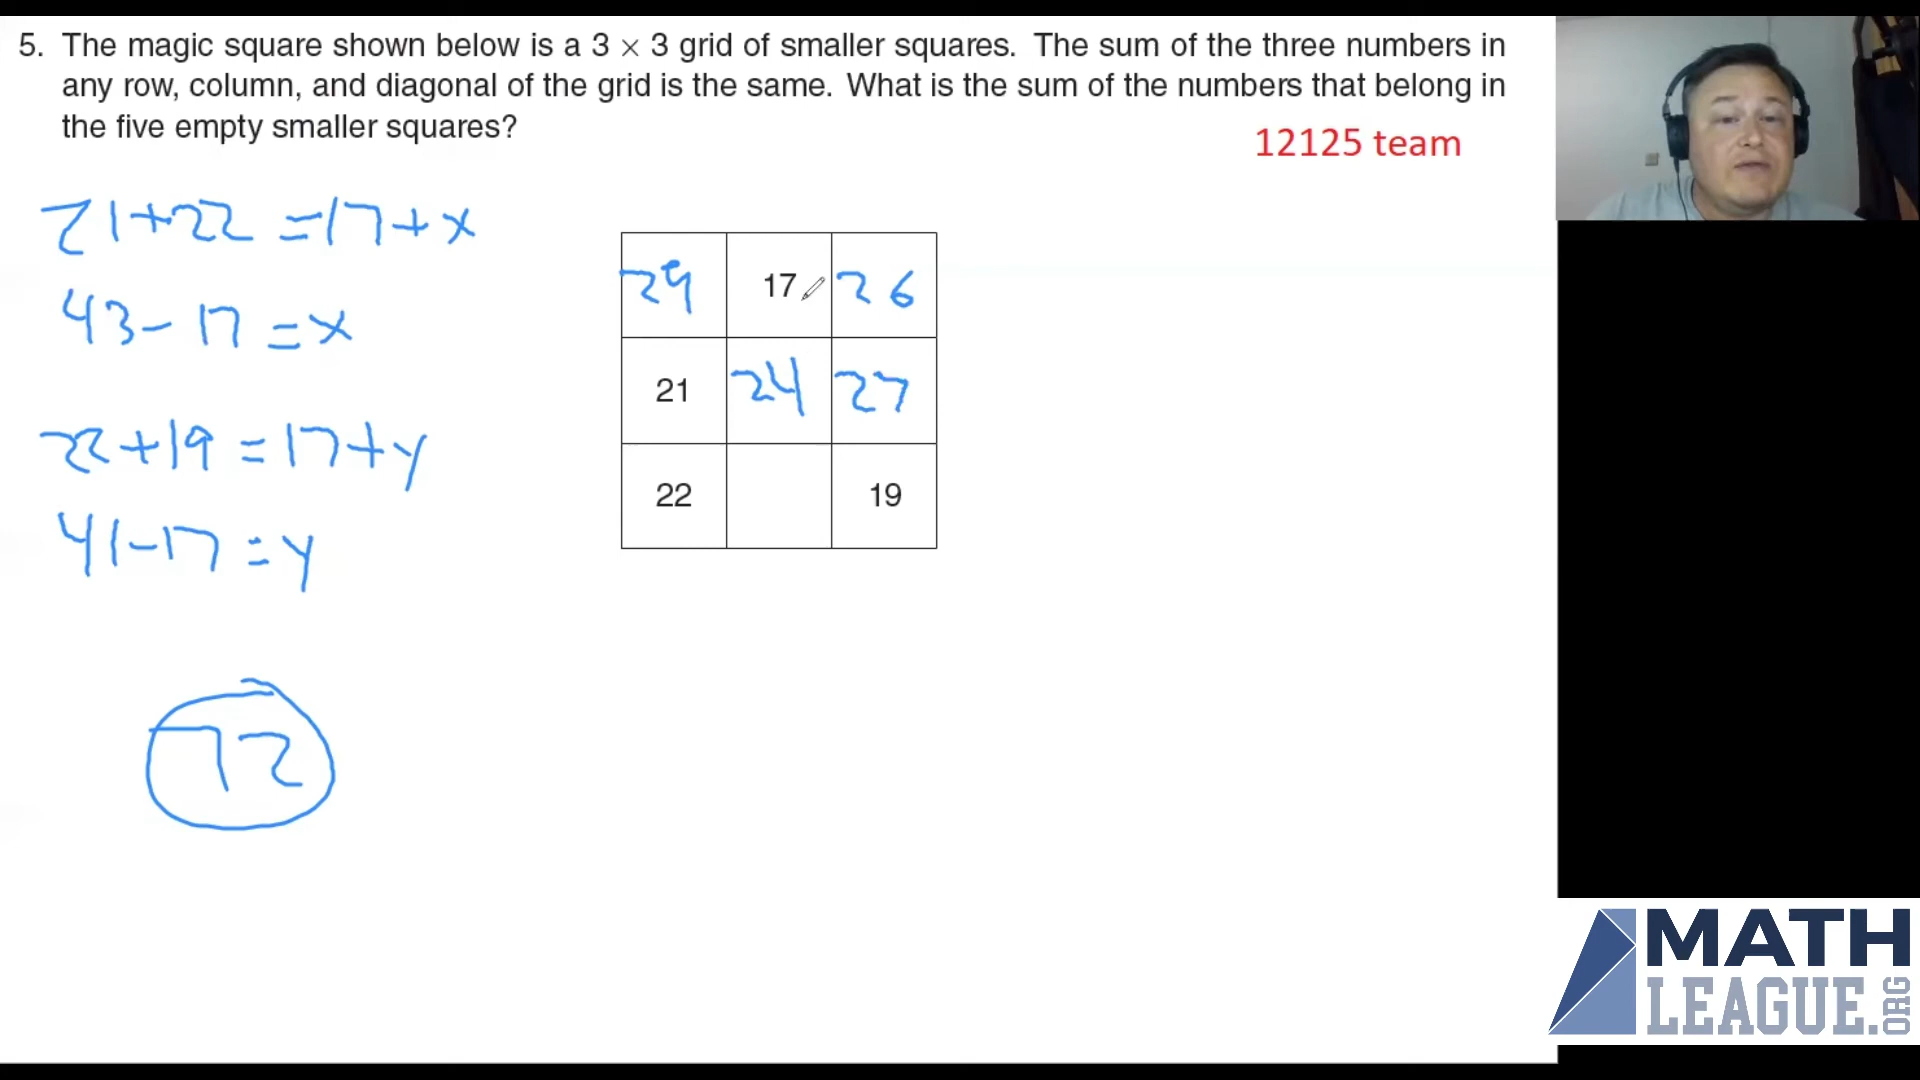 5. The magic square shown below is a 3 × 3 grid of smaller squares. The sum of the three numbers in
any row, column, and diagonal of the grid is the same. What is the sum of the numbers that belong in
the five empty smaller squares?
12125 team
21+22 =17+x
43-17=x
22+19=17+y
41-17=y
72
29 17 26
21 24 27
22 19
MATH
LEAGUE.ORG